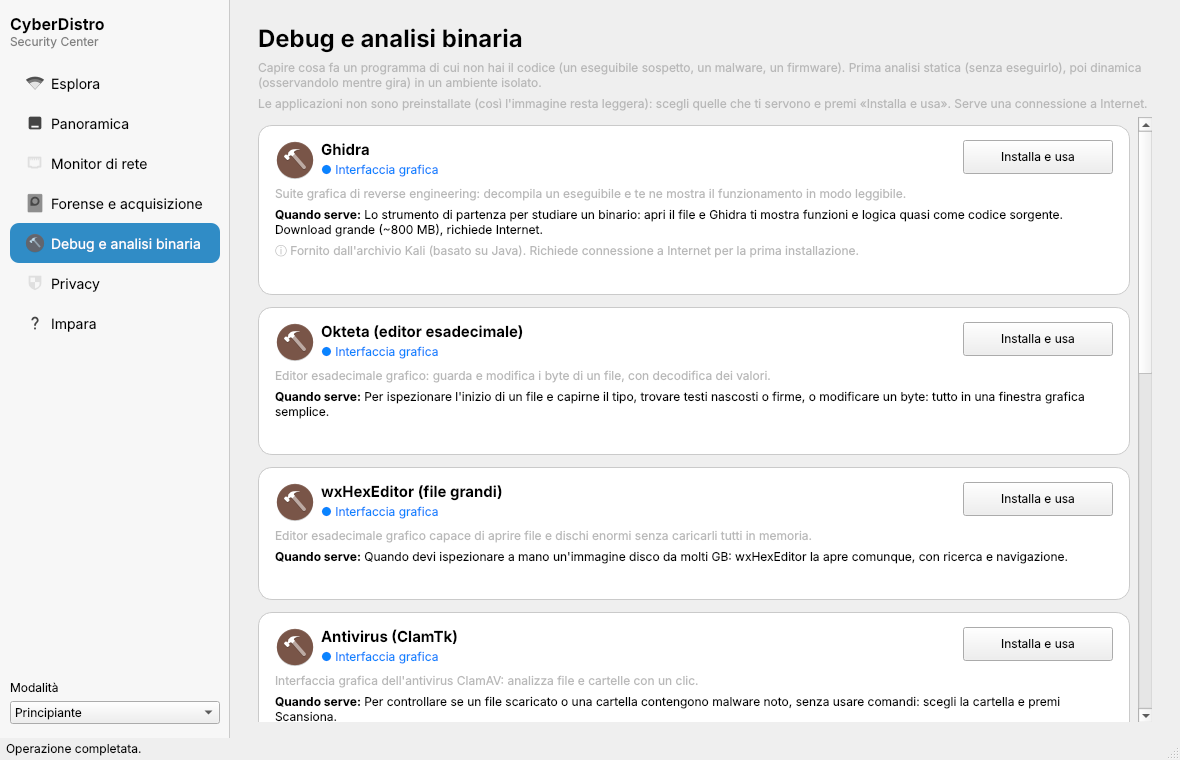 CyberDistro
Security Center
Esplora
Panoramica
Monitor di rete
Forense e acquisizione
Debug e analisi binaria
Privacy
? Impara
Modalità
Principiante
Operazione completata.
Debug e analisi binaria
Capire cosa fa un programma di cui non hai il codice (un eseguibile sospetto, un malware, un firmware). Prima analisi statica (senza eseguirlo), poi dinamica
(osservandolo mentre gira) in un ambiente isolato.
Le applicazioni non sono preinstallate (così l'immagine resta leggera): scegli quelle che ti servono e premi «Installa e usa». Serve una connessione a Internet.
Ghidra
Interfaccia grafica
Installa e usa
Suite grafica di reverse engineering: decompila un eseguibile e te ne mostra il funzionamento in modo leggibile.
Quando serve: Lo strumento di partenza per studiare un binario: apri il file e Ghidra ti mostra funzioni e logica quasi come codice sorgente.
Download grande (~800 MB), richiede Internet.
ⓘ Fornito dall'archivio Kali (basato su Java). Richiede connessione a Internet per la prima installazione.
Okteta (editor esadecimale)
Interfaccia grafica
Installa e usa
Editor esadecimale grafico: guarda e modifica i byte di un file, con decodifica dei valori.
Quando serve: Per ispezionare l'inizio di un file e capirne il tipo, trovare testi nascosti o firme, o modificare un byte: tutto in una finestra grafica
semplice.
wxHexEditor (file grandi)
Interfaccia grafica
Installa e usa
Editor esadecimale grafico capace di aprire file e dischi enormi senza caricarli tutti in memoria.
Quando serve: Quando devi ispezionare a mano un'immagine disco da molti GB: wxHexEditor la apre comunque, con ricerca e navigazione.
Antivirus (ClamTk)
Interfaccia grafica
Installa e usa
Interfaccia grafica dell'antivirus ClamAV: analizza file e cartelle con un clic.
Quando serve: Per controllare se un file scaricato o una cartella contengono malware noto, senza usare comandi: scegli la cartella e premi
Scansiona.